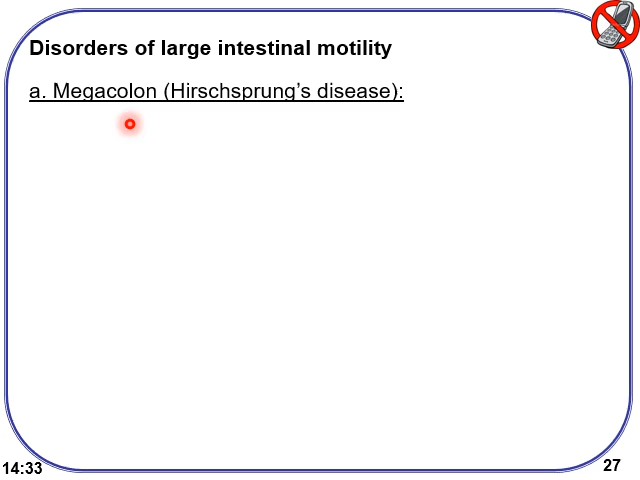 Disorders of large intestinal motility
a. Megacolon (Hirschsprung’s disease):
14:33
27